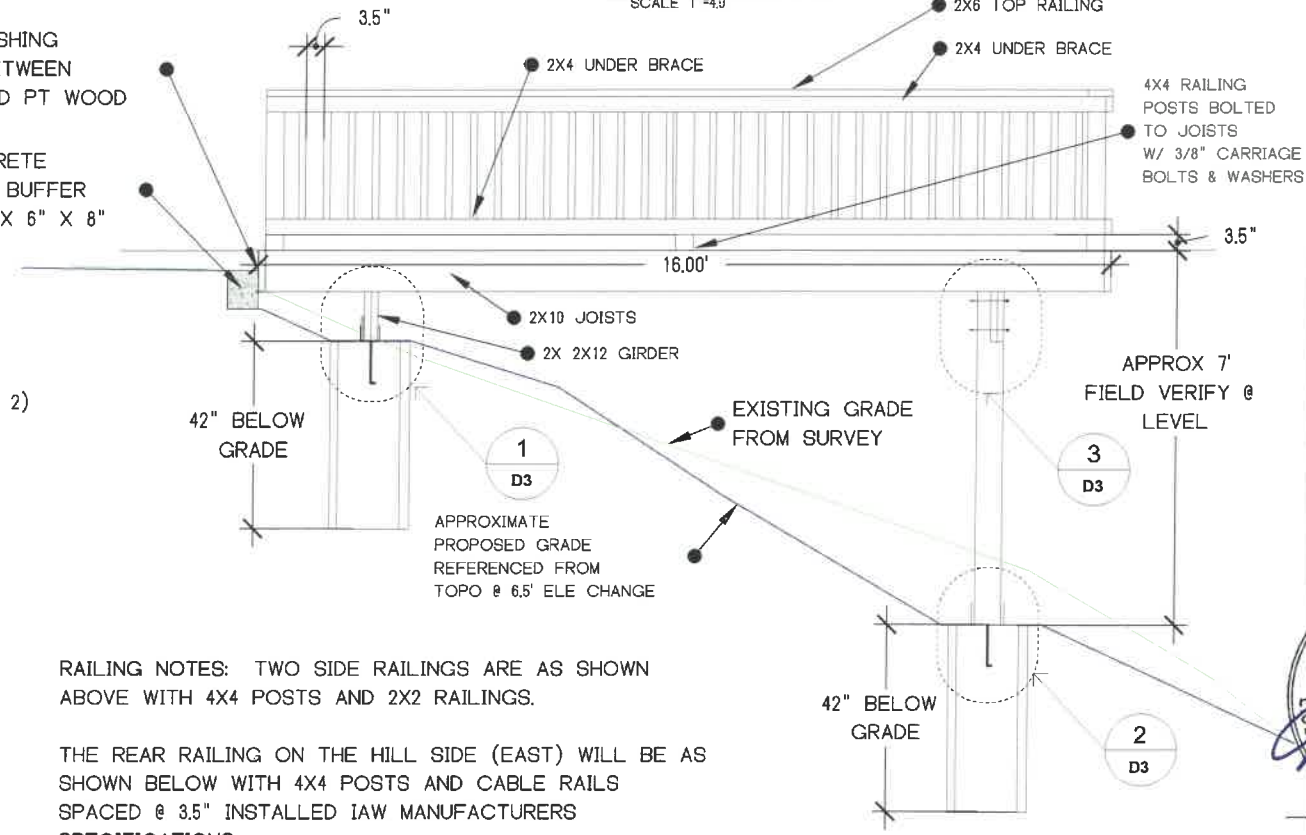 SCALE 1"=4.0'
3.5"
2X6 TOP RAILING
SHING
TWEEN
D PT WOOD
2X4 UNDER BRACE
2X4 UNDER BRACE
4X4 RAILING
POSTS BOLTED
TO JOISTS
W/ 3/8" CARRIAGE
BOLTS & WASHERS
RETE
BUFFER
X 6" X 8"
3.5"
16.00'
2X10 JOISTS
2X 2X12 GIRDER
APPROX 7'
FIELD VERIFY @
LEVEL
2)
42" BELOW
GRADE
EXISTING GRADE
FROM SURVEY
1
D3
3
D3
APPROXIMATE
PROPOSED GRADE
REFERENCED FROM
TOPO @ 6.5' ELE CHANGE
RAILING NOTES: TWO SIDE RAILINGS ARE AS SHOWN
ABOVE WITH 4X4 POSTS AND 2X2 RAILINGS.
42" BELOW
GRADE
2
D3
THE REAR RAILING ON THE HILL SIDE (EAST) WILL BE AS
SHOWN BELOW WITH 4X4 POSTS AND CABLE RAILS
SPACED @ 3.5" INSTALLED IAW MANUFACTURERS
SPECIFICATIONS